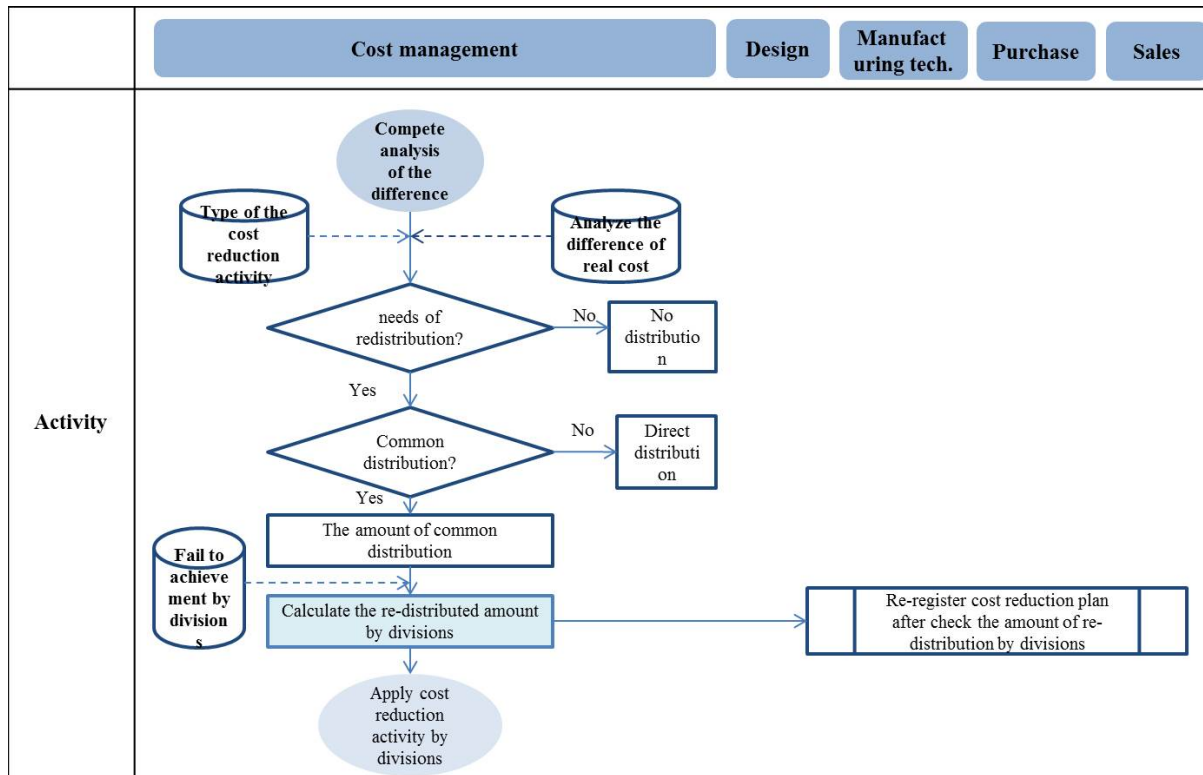 Cost management
Design
Manufact
uring tech.
Purchase
Sales
Activity
Compete
analysis
of the
difference
Type of the
cost
reduction
activity
Analyze the
difference of
real cost
needs of
redistribution?
No
No
distributio
n
Yes
Common
distribution?
No
Direct
distributi
on
Yes
The amount of common
distribution
Fail to
achieve
ment by
division
s
Calculate the re-distributed amount
by divisions
Re-register cost reduction plan
after check the amount of re-
distribution by divisions
Apply cost
reduction
activity by
divisions